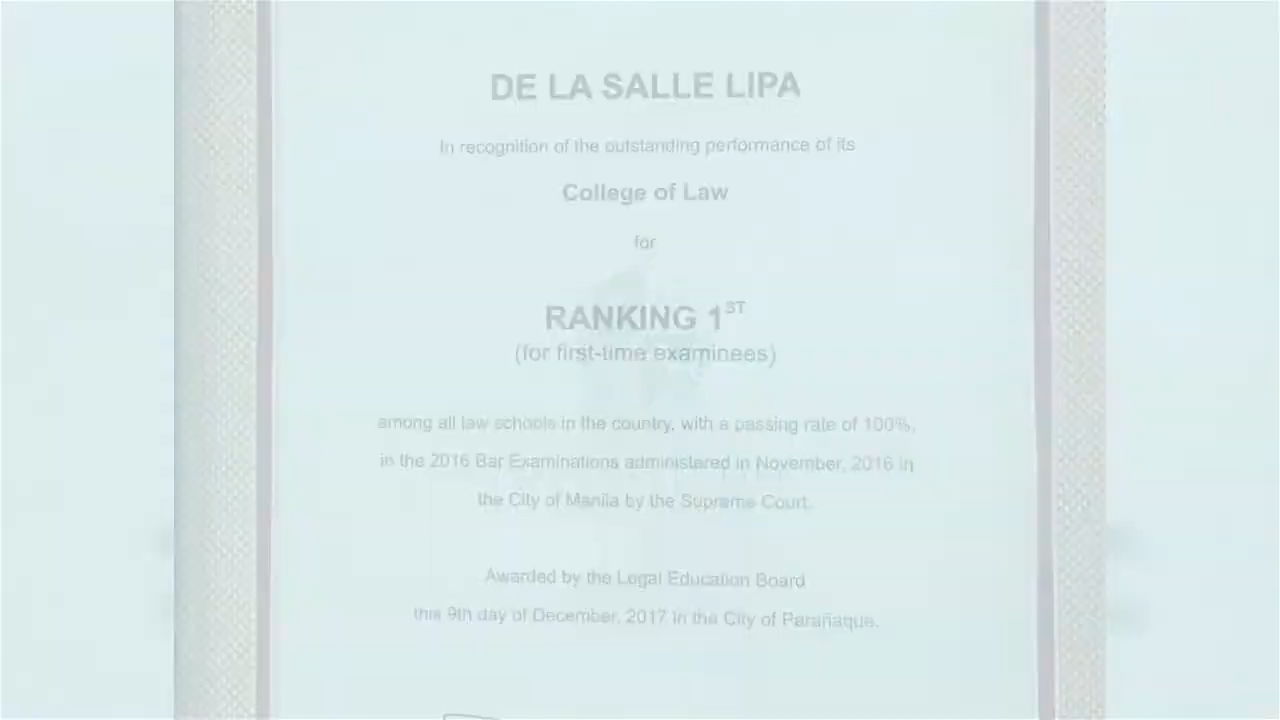 DE LA SALLE LIPA
In recognition of the outstanding performance of its
College of Law
for
RANKING 1ST
(for first-time examinees)
among all law schools in the country, with a passing rate of 100%,
in the 2016 Bar Examinations administered in November, 2016 in
the City of Manila by the Supreme Court.
Awarded by the Legal Education Board
this 9th day of December, 2017 in the City of Parañaque.